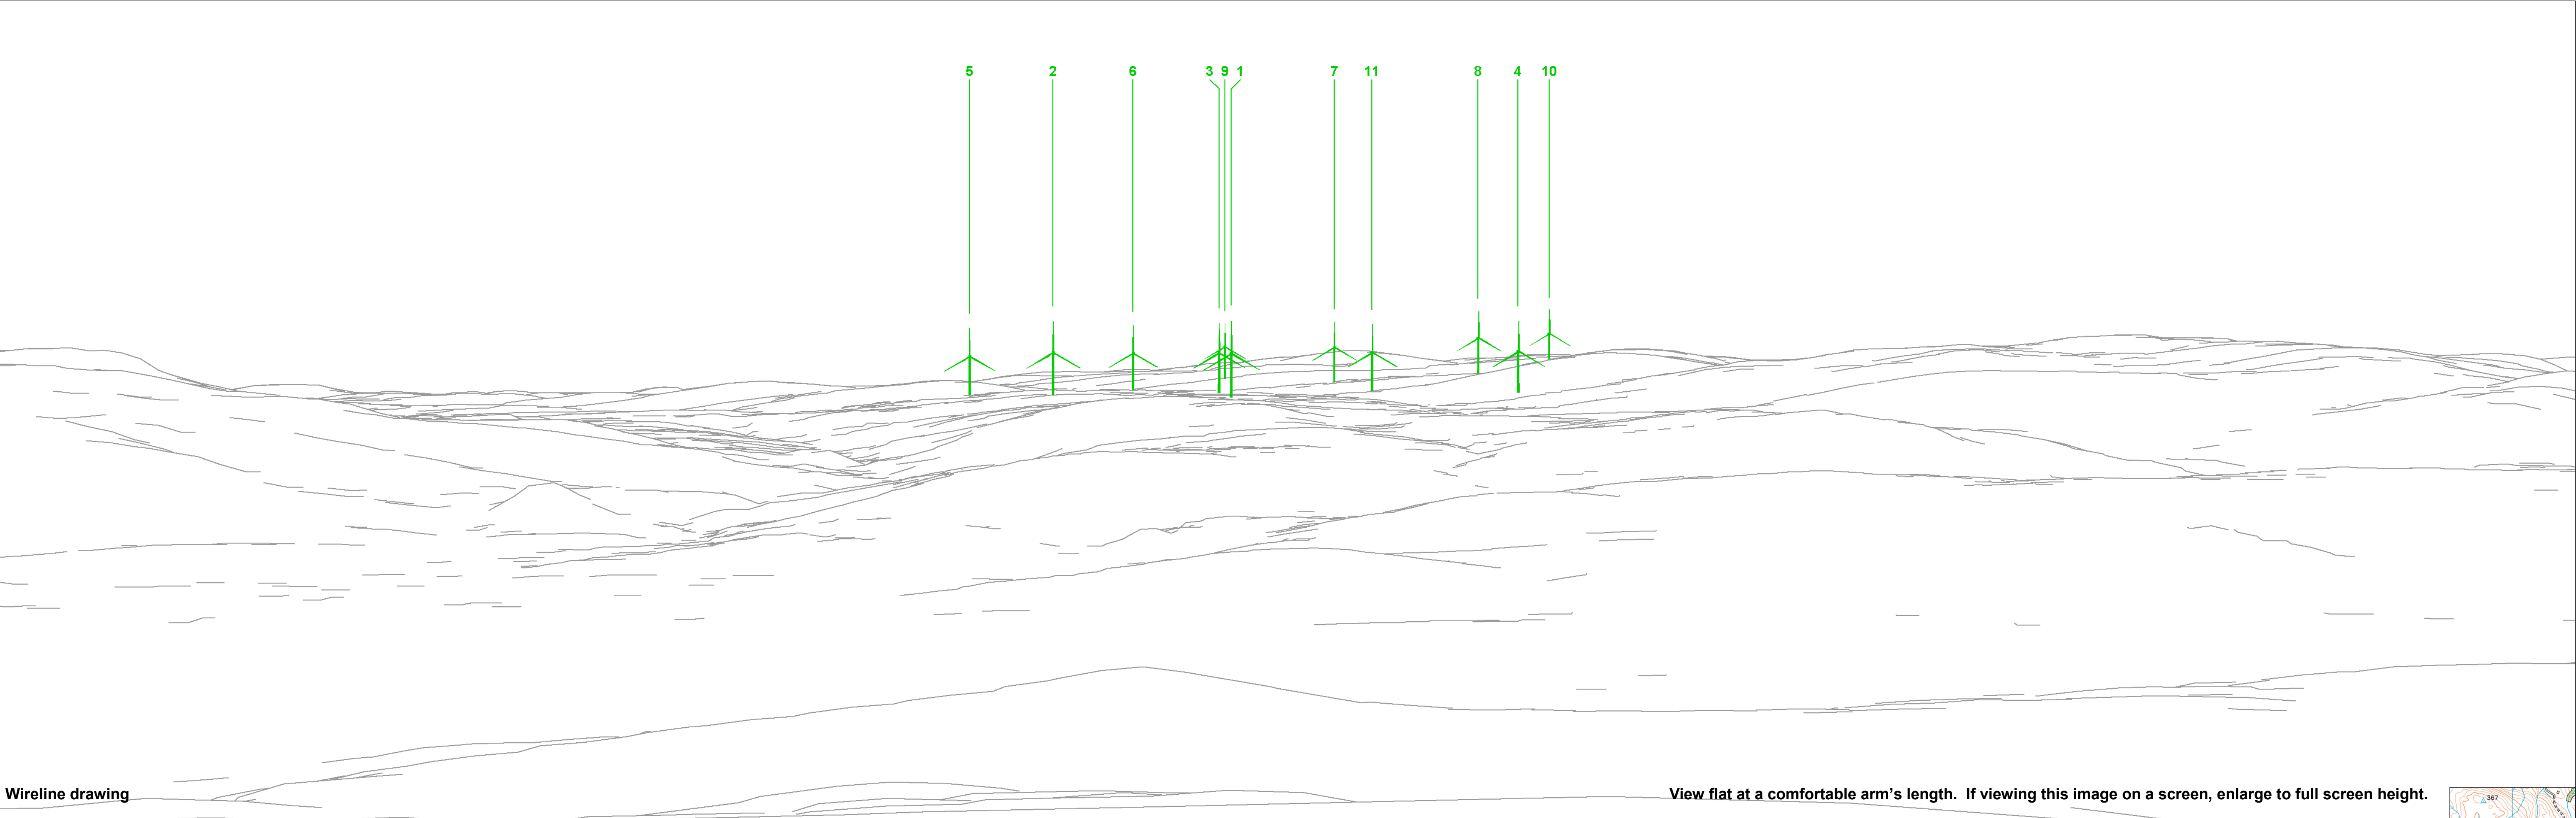 5 2 6 3 9 1 7 11 8 4 10
Wireline drawing
View flat at a comfortable arm's length. If viewing this image on a screen, enlarge to full screen height.
367